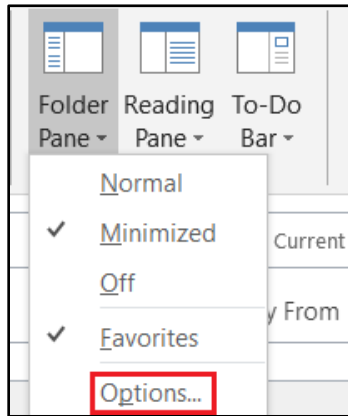 Folder Reading To-Do
Pane Pane Bar
Normal
Minimized
Current
Off
y From
Favorites
Options...